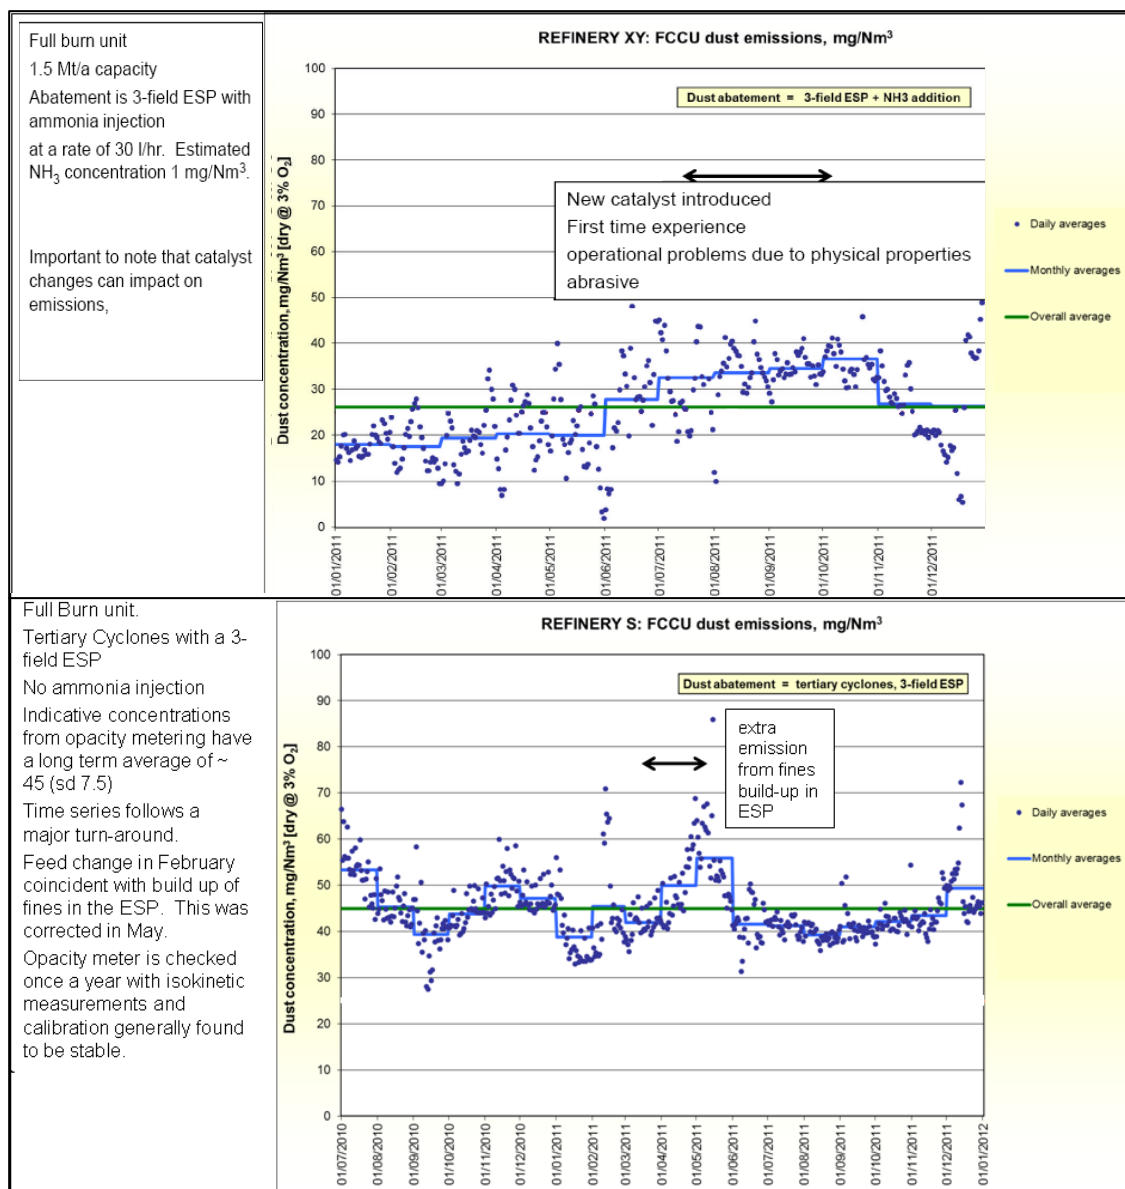 Full burn unit
1.5 Mt/a capacity
Abatement is 3-field ESP with
ammonia injection
at a rate of 30 l/hr.  Estimated
NH3 concentration 1 mg/Nm3.
Important to note that catalyst
changes can impact on
emissions,
REFINERY XY: FCCU dust emissions, mg/Nm3
Dust abatement  =   3-field ESP + NH3 addition
New catalyst introduced
First time experience
operational problems due to physical properties
abrasive
Dust concentration, mg/Nm3 [dry @ 3% O2]
100
90
80
70
60
50
40
30
20
10
0
01/01/2011
01/02/2011
01/03/2011
01/04/2011
01/05/2011
01/06/2011
01/07/2011
01/08/2011
01/09/2011
01/10/2011
01/11/2011
01/12/2011
Daily averages
Monthly averages
Overall average
Full Burn unit.
Tertiary Cyclones with a 3-
field ESP
No ammonia injection
Indicative concentrations
from opacity metering have
a long term average of ~
45 (sd 7.5)
Time series follows a
major turn-around.
Feed change in February
coincident with build up of
fines in the ESP.  This was
corrected in May.
Opacity meter is checked
once a year with isokinetic
measurements and
calibration generally found
to be stable.
REFINERY S: FCCU dust emissions, mg/Nm3
Dust abatement  =  tertiary cyclones, 3-field ESP
extra
emission
from fines
build-up in
ESP
Dust concentration, mg/Nm3 [dry @ 3% O2]
100
90
80
70
60
50
40
30
20
10
0
01/07/2010
01/08/2010
01/09/2010
01/10/2010
01/11/2010
01/12/2010
01/01/2011
01/02/2011
01/03/2011
01/04/2011
01/05/2011
01/06/2011
01/07/2011
01/08/2011
01/09/2011
01/10/2011
01/11/2011
01/12/2011
01/01/2012
Daily averages
Monthly averages
Overall average